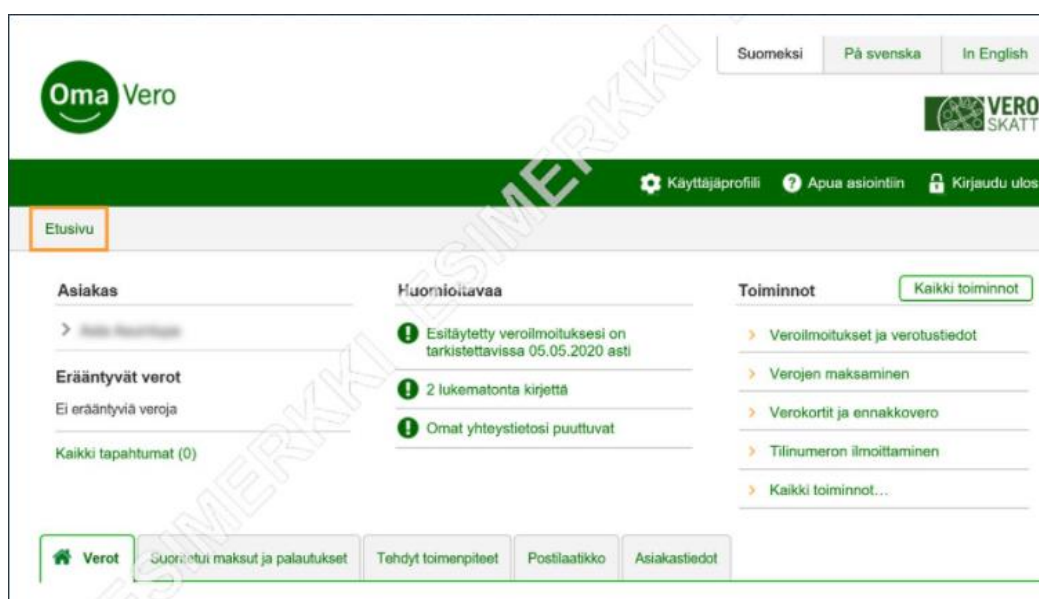 Suomeksi
På svenska
In English
Oma Vero
VERO
SKATT
Käyttäjäprofiili
Apua asiointiin
Kirjaudu ulos
Etusivu
Asiakas
Erääntyvät verot
Ei erääntyviä veroja
Kaikki tapahtumat (0)
Huomioitavaa
Esitäytetty veroilmoituksesi on
tarkistettavissa 05.05.2020 asti
2 lukematonta kirjettä
Omat yhteystietosi puuttuvat
Toiminnot
Kaikki toiminnot
Veroilmoitukset ja verotustiedot
Verojen maksaminen
Verokortit ja ennakkovero
Tilinumeron ilmoittaminen
Kaikki toiminnot...
Verot
Suoritetut maksut ja palautukset
Tehdyt toimenpiteet
Postilaatikko
Asiakastiedot
ESIMERKKI ESIMERKKI ESIMERKKI